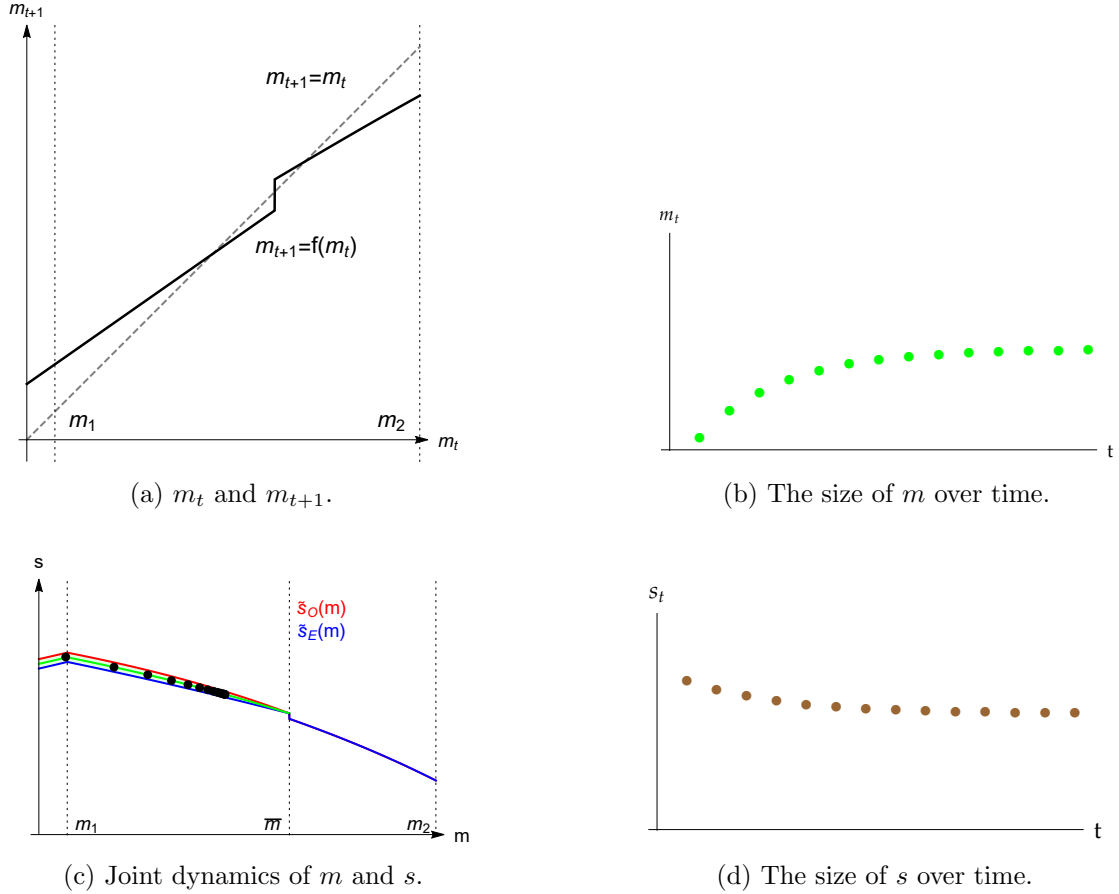 m_{t+1}
m_{t+1}=m_t
m_{t+1}=f(m_t)
m_1
m_2
m_t
(a) m_t and m_{t+1}.
m_t
t
(b) The size of m over time.
s
s̃_O(m)
s̃_E(m)
m_1
m̅
m_2
m
(c) Joint dynamics of m and s.
s_t
t
(d) The size of s over time.